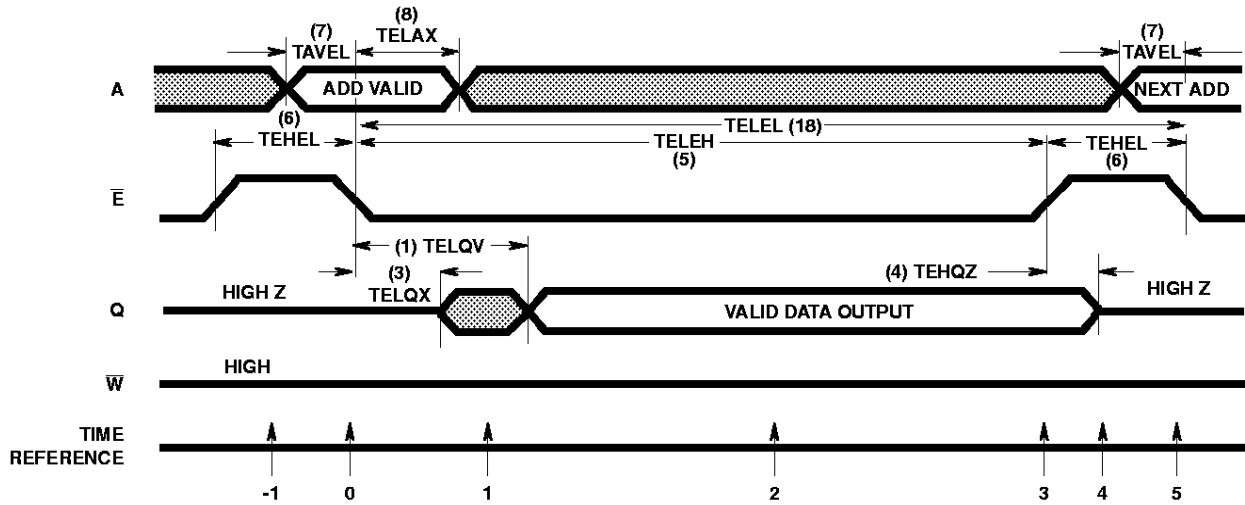 (8)
(7) TELAX (7)
TAVEL TAVEL
A ADD VALID NEXT ADD
(6) TELEL (18)
TEHEL TELEH TEHEL
(5) (6)
E̅
(1) TELQV
(3) (4) TEHQZ
HIGH Z TELQX HIGH Z
Q VALID DATA OUTPUT
HIGH
W̅
TIME
REFERENCE
-1 0 1 2 3 4 5